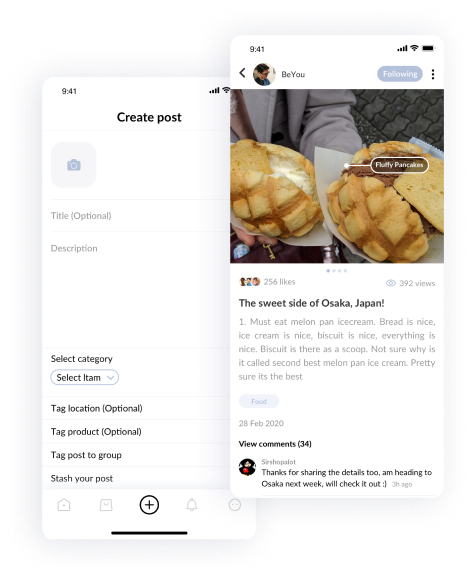 9:41
Create post
Title (Optional)
Description
Select category
Select Itam
Tag location (Optional)
Tag product (Optional)
Tag post to group
Stash your post
9:41
BeYou
Following
Fluffy Pancakes
256 likes
392 views
The sweet side of Osaka, Japan!
1. Must eat melon pan icecream. Bread is nice,
ice cream is nice, biscuit is nice, everything is
nice. Biscuit is there as a scoop. Not sure why is
it called second best melon pan ice cream. Pretty
sure its the best
Food
28 Feb 2020
View comments (34)
Sirshopalot
Thanks for sharing the details too, am heading to
Osaka next week, will check it out :) 3h ago